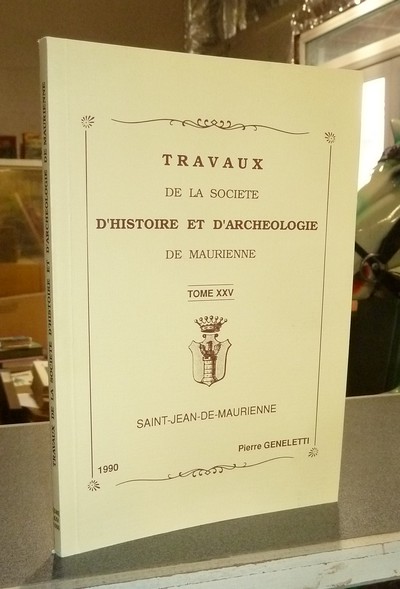 TRAVAUX
DE LA SOCIETE
D'HISTOIRE ET D'ARCHEOLOGIE
DE MAURIENNE
TOME XXV
SAINT-JEAN-DE-MAURIENNE
Pierre GENELETTI
1990
TRAVAUX DE LA SOCIETE D'HISTOIRE ET D'ARCHEOLOGIE DE MAURIENNE